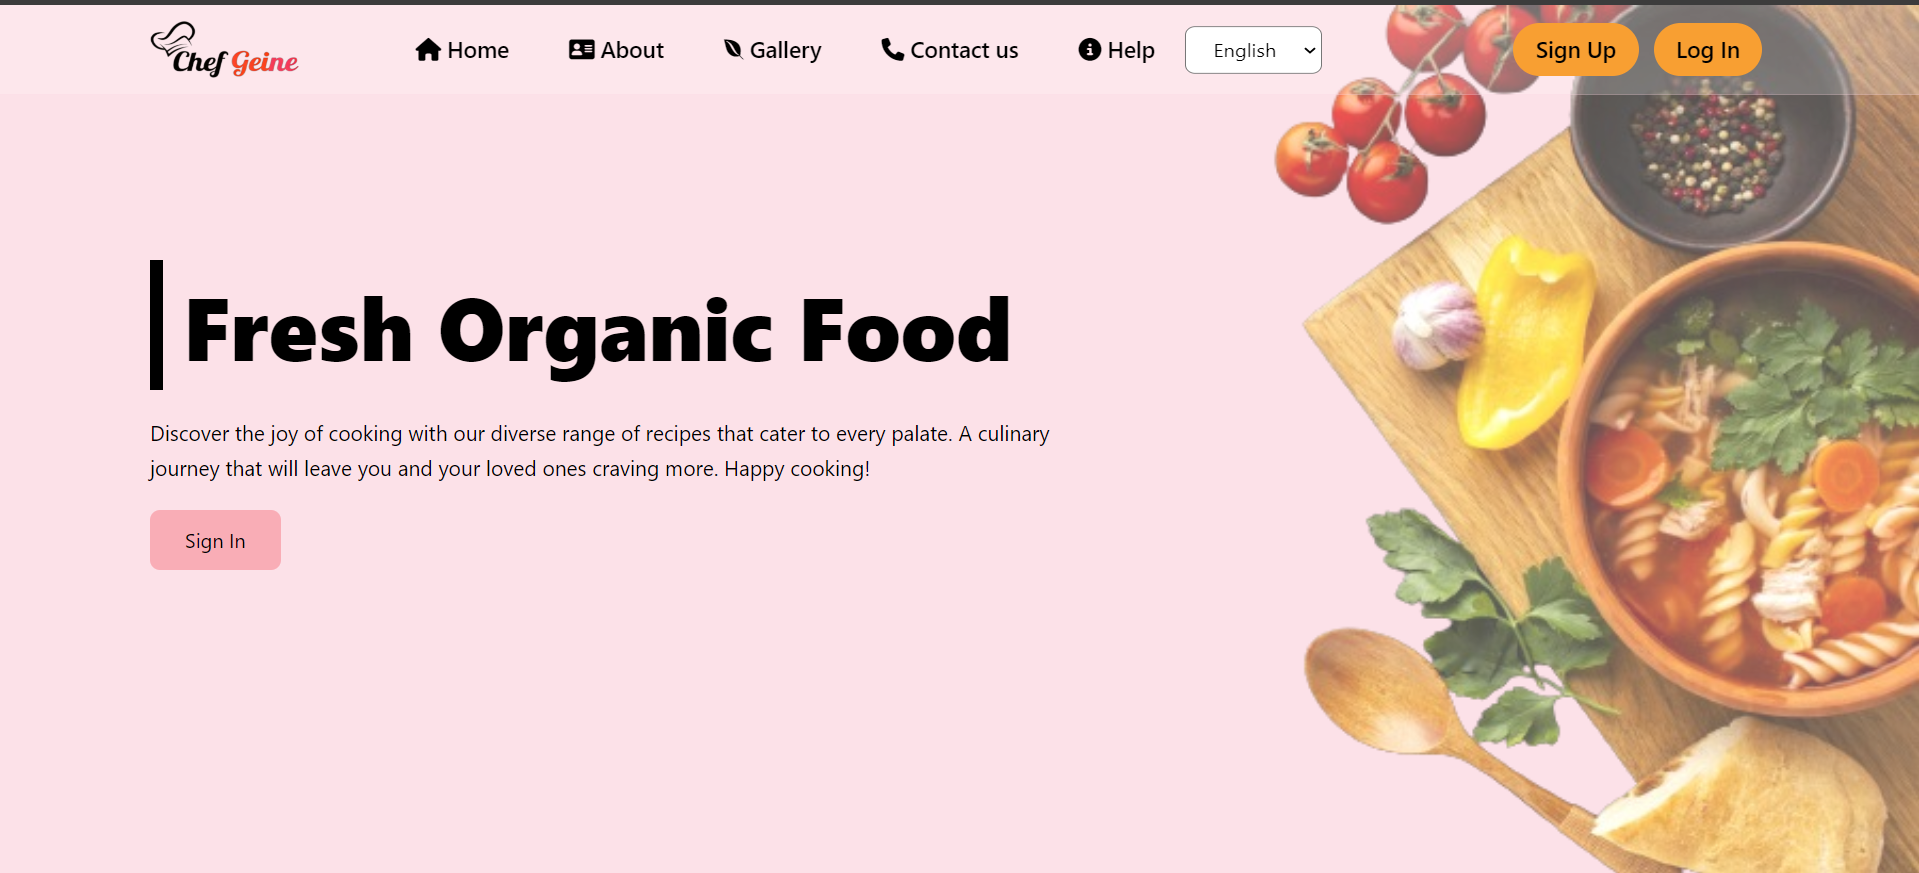 Chef Geine
Home
About
Gallery
Contact us
Help
English
Sign Up
Log In
Fresh Organic Food
Discover the joy of cooking with our diverse range of recipes that cater to every palate. A culinary
journey that will leave you and your loved ones craving more. Happy cooking!
Sign In